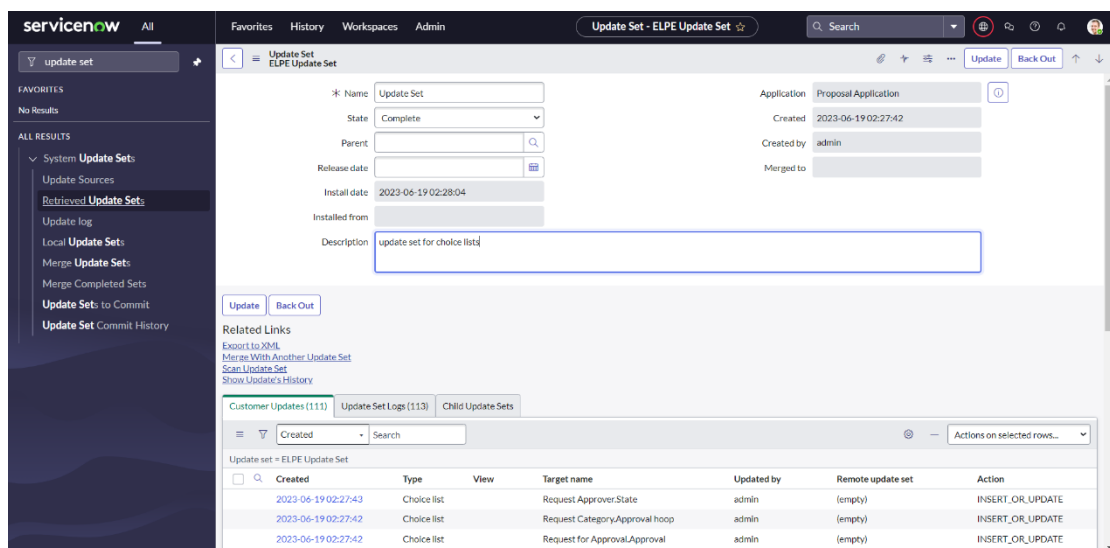 servicenow All Favorites History Workspaces Admin Update Set - ELPE Update Set Search
update set
FAVORITES
No Results
ALL RESULTS
System Update Sets
Update Sources
Retrieved Update Sets
Update log
Local Update Sets
Merge Update Sets
Merge Completed Sets
Update Sets to Commit
Update Set Commit History
Update Set
ELPE Update Set
Update Back Out
Name Update Set
State Complete
Parent
Release date
Install date 2023-06-19 02:28:04
Installed from
Description update set for choice lists
Application Proposal Application
Created 2023-06-19 02:27:42
Created by admin
Merged to
Update Back Out
Related Links
Export to XML
Merge With Another Update Set
Scan Update Set
Show Update's History
Customer Updates (111) Update Set Logs (113) Child Update Sets
Created Search Actions on selected rows...
Update set = ELPE Update Set
Created Type View Target name Updated by Remote update set Action
2023-06-19 02:27:43 Choice list Request Approver.State admin (empty) INSERT_OR_UPDATE
2023-06-19 02:27:42 Choice list Request Category.Approval hoop admin (empty) INSERT_OR_UPDATE
2023-06-19 02:27:42 Choice list Request for Approval.Approval admin (empty) INSERT_OR_UPDATE